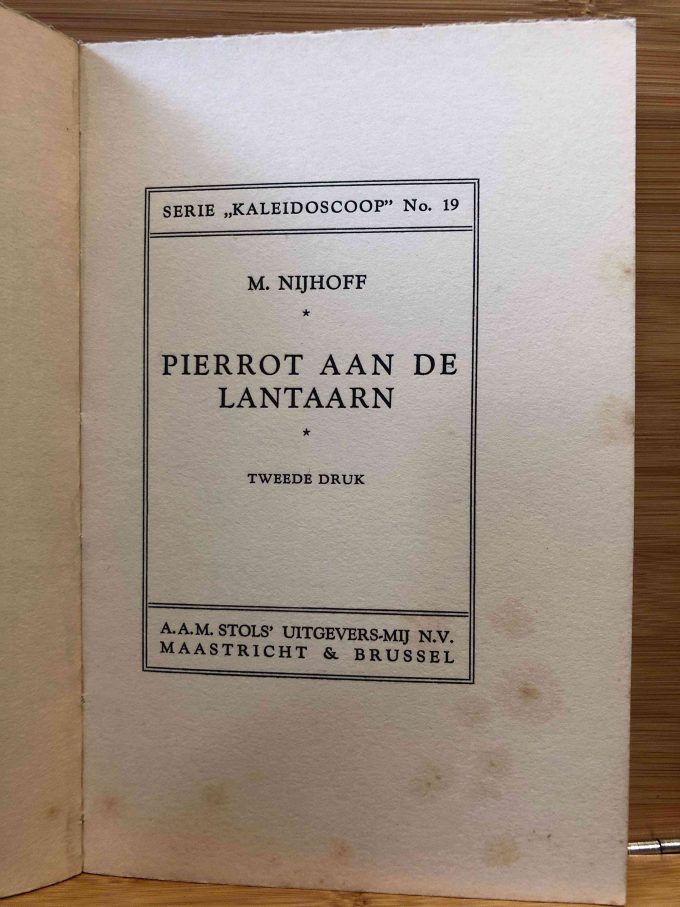 SERIE „KALEIDOSCOOP” No. 19
M. NIJHOFF
*
PIERROT AAN DE
LANTAARN
*
TWEEDE DRUK
A.A.M. STOLS’ UITGEVERS-MIJ N.V.
MAASTRICHT & BRUSSEL